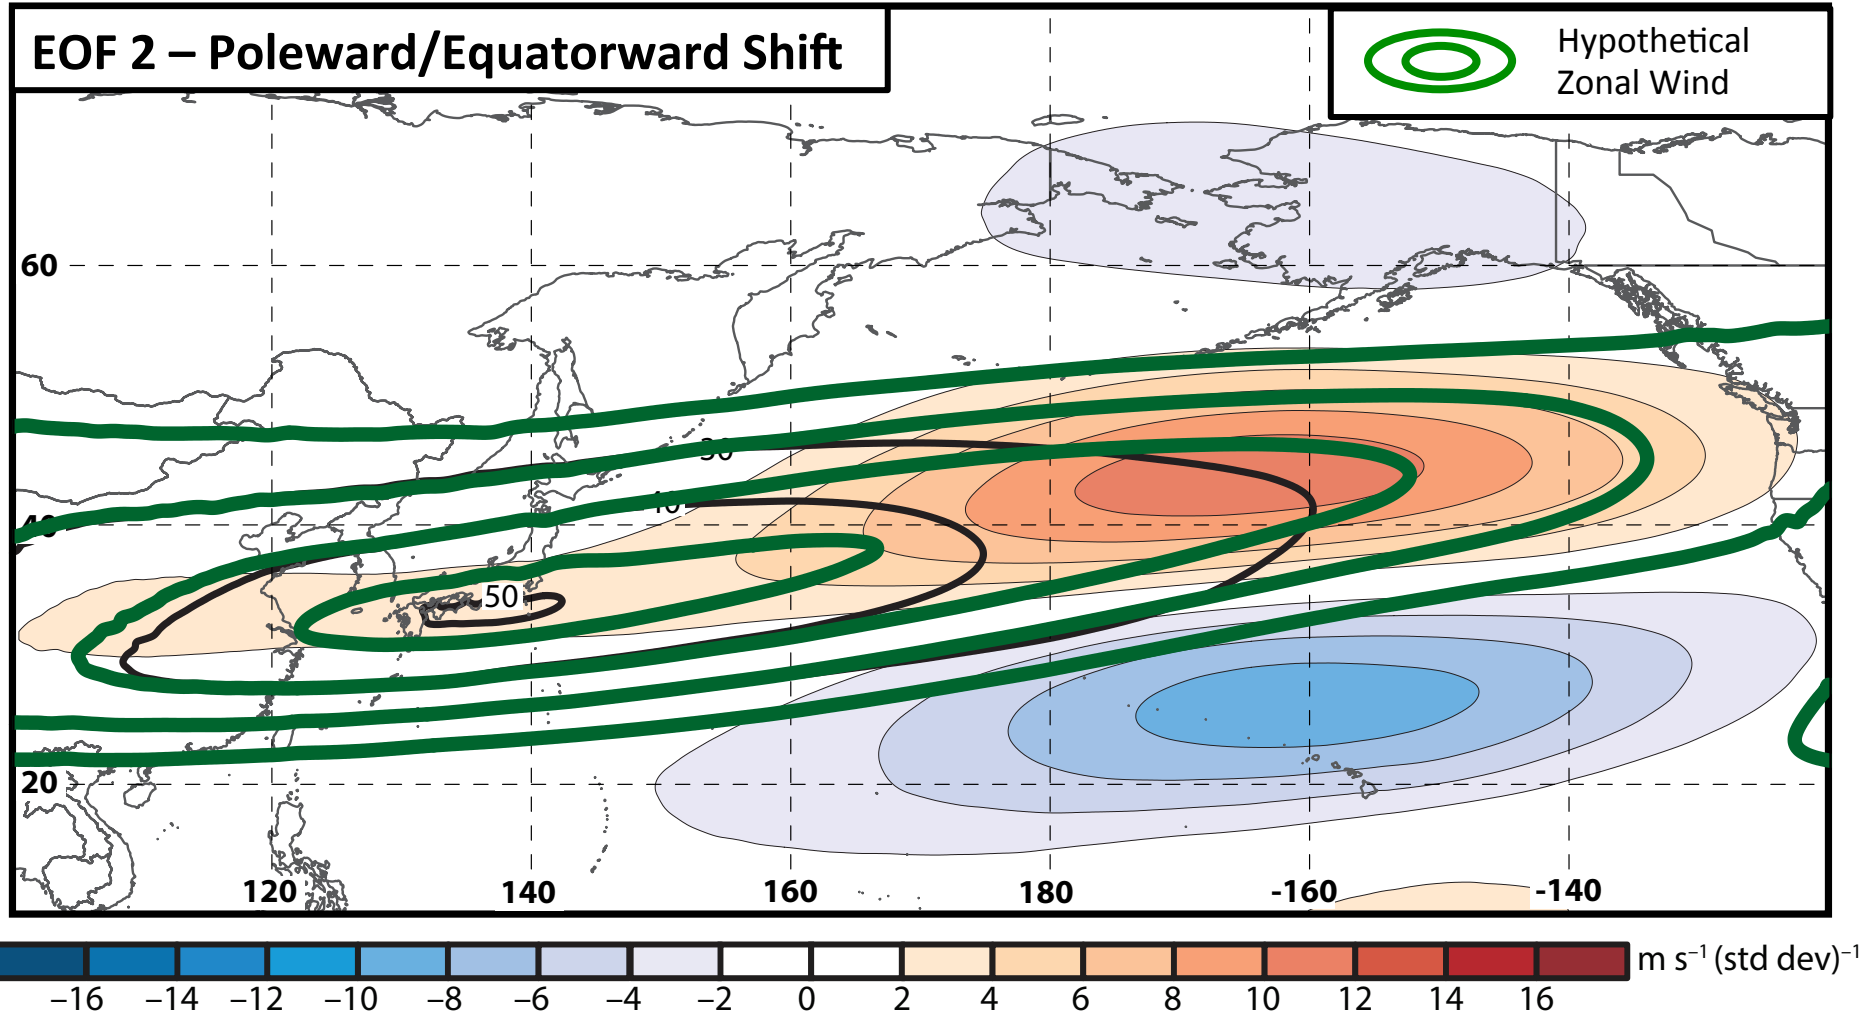 EOF 2 – Poleward/Equatorward Shift
Hypothetical
Zonal Wind
60
30
40
40
50
20
120 140 160 180 -160 -140
−16 −14 −12 −10 −8 −6 −4 −2 0 2 4 6 8 10 12 14 16
m s⁻¹ (std dev)⁻¹